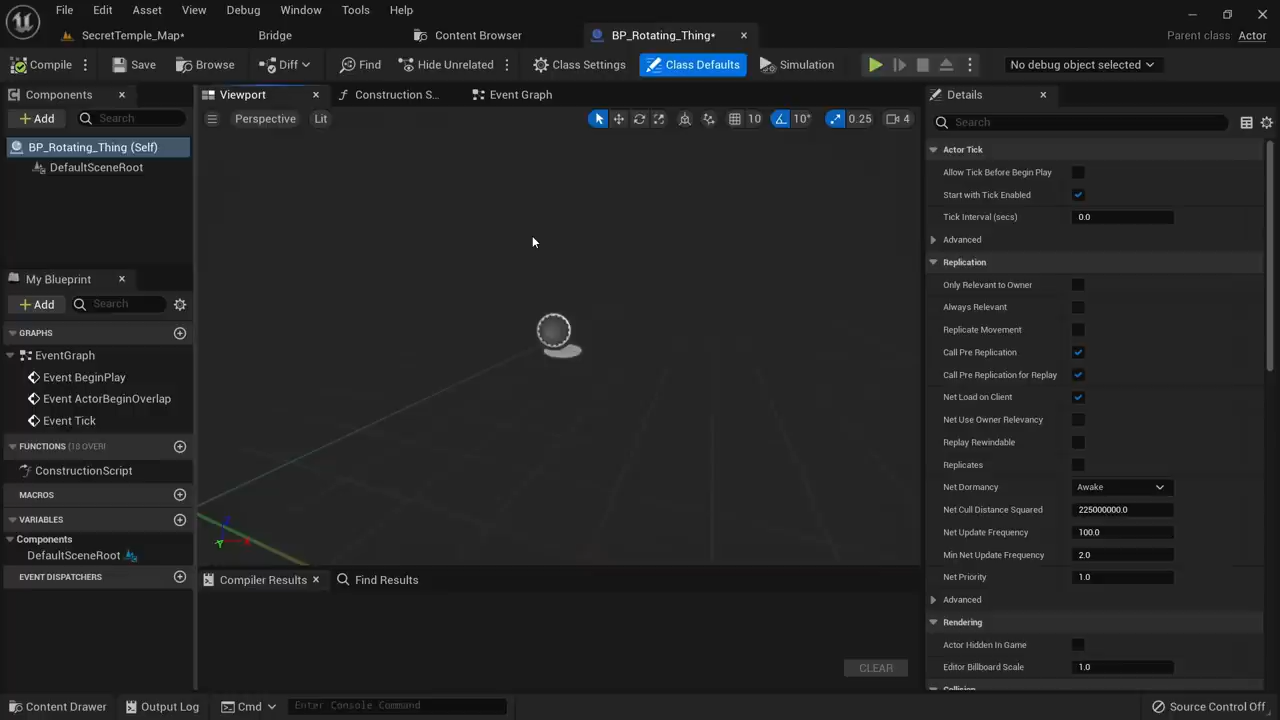 File Edit Asset View Debug Window Tools Help
SecretTemple_Map* Bridge Content Browser BP_Rotating_Thing* Parent class: Actor
Compile Save Browse Diff Find Hide Unrelated Class Settings Class Defaults Simulation No debug object selected
Components Viewport Construction S... Event Graph Details
Add Search Perspective Lit 10 10° 0.25 4 Search
BP_Rotating_Thing (Self)
DefaultSceneRoot
My Blueprint
Add Search
GRAPHS
EventGraph
Event BeginPlay
Event ActorBeginOverlap
Event Tick
FUNCTIONS (18 OVERI
ConstructionScript
MACROS
VARIABLES
Components
DefaultSceneRoot
EVENT DISPATCHERS
Compiler Results Find Results
CLEAR
Actor Tick
Allow Tick Before Begin Play
Start with Tick Enabled
Tick Interval (secs) 0.0
Advanced
Replication
Only Relevant to Owner
Always Relevant
Replicate Movement
Call Pre Replication
Call Pre Replication for Replay
Net Load on Client
Net Use Owner Relevancy
Replay Rewindable
Replicates
Net Dormancy Awake
Net Cull Distance Squared 225000000.0
Net Update Frequency 100.0
Min Net Update Frequency 2.0
Net Priority 1.0
Advanced
Rendering
Actor Hidden In Game
Editor Billboard Scale 1.0
Collision
Content Drawer Output Log Cmd Enter Console Command Source Control Off